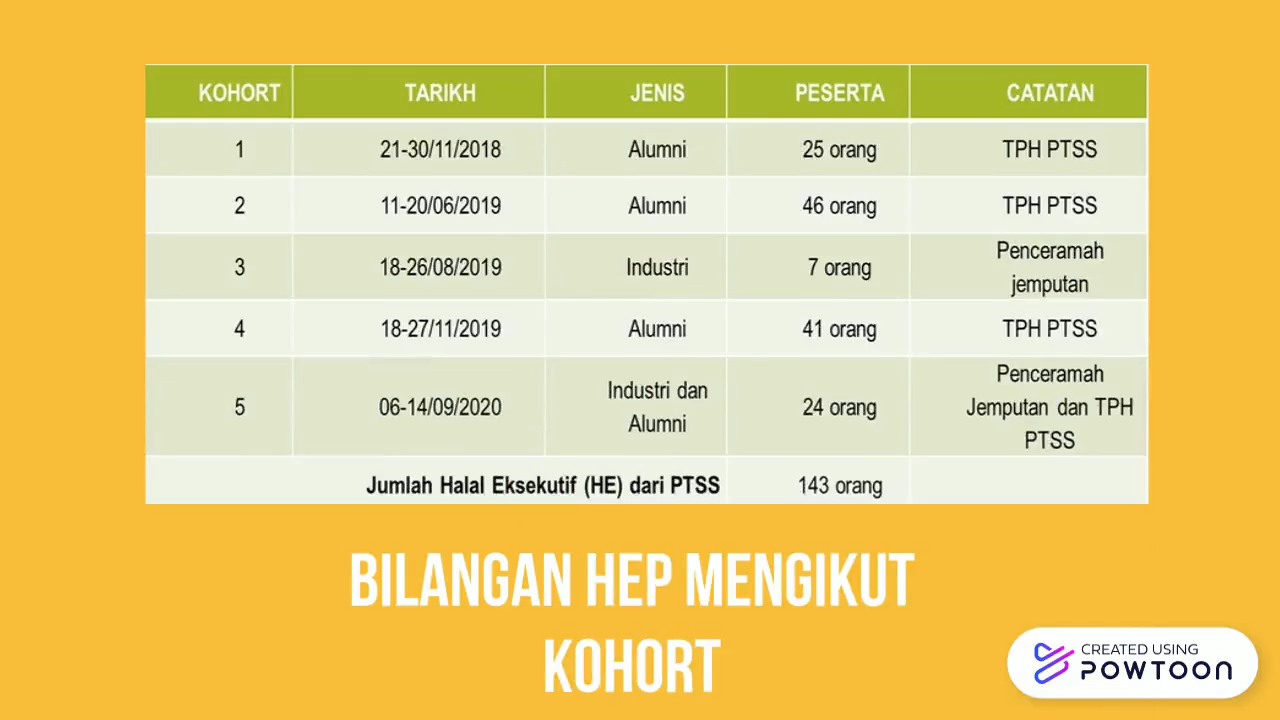 KOHORT TARIKH JENIS PESERTA CATATAN
1 21-30/11/2018 Alumni 25 orang TPH PTSS
2 11-20/06/2019 Alumni 46 orang TPH PTSS
3 18-26/08/2019 Industri 7 orang Penceramah
jemputan
4 18-27/11/2019 Alumni 41 orang TPH PTSS
5 06-14/09/2020 Industri dan
Alumni 24 orang Penceramah
Jemputan dan TPH
PTSS
Jumlah Halal Eksekutif (HE) dari PTSS 143 orang
BILANGAN HEP MENGIKUT
KOHORT
CREATED USING
POWTOON